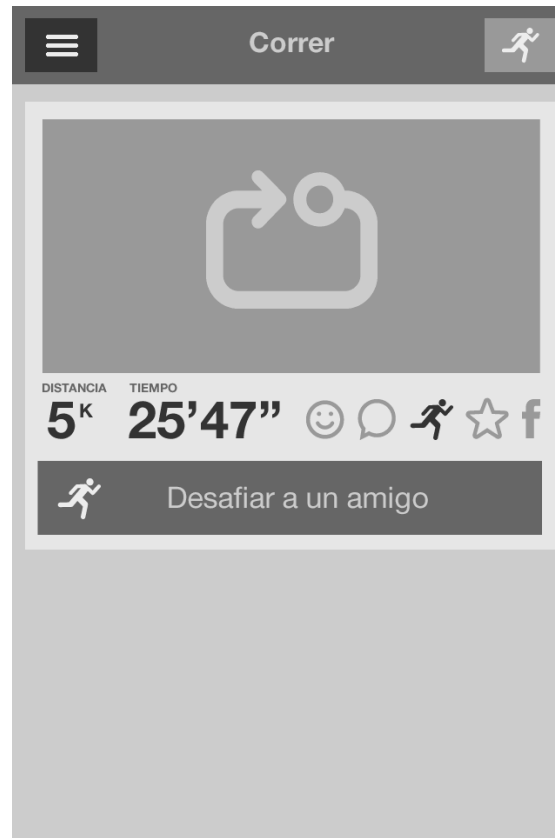 Correr
DISTANCIA TIEMPO
5K 25’47” f
Desafiar a un amigo